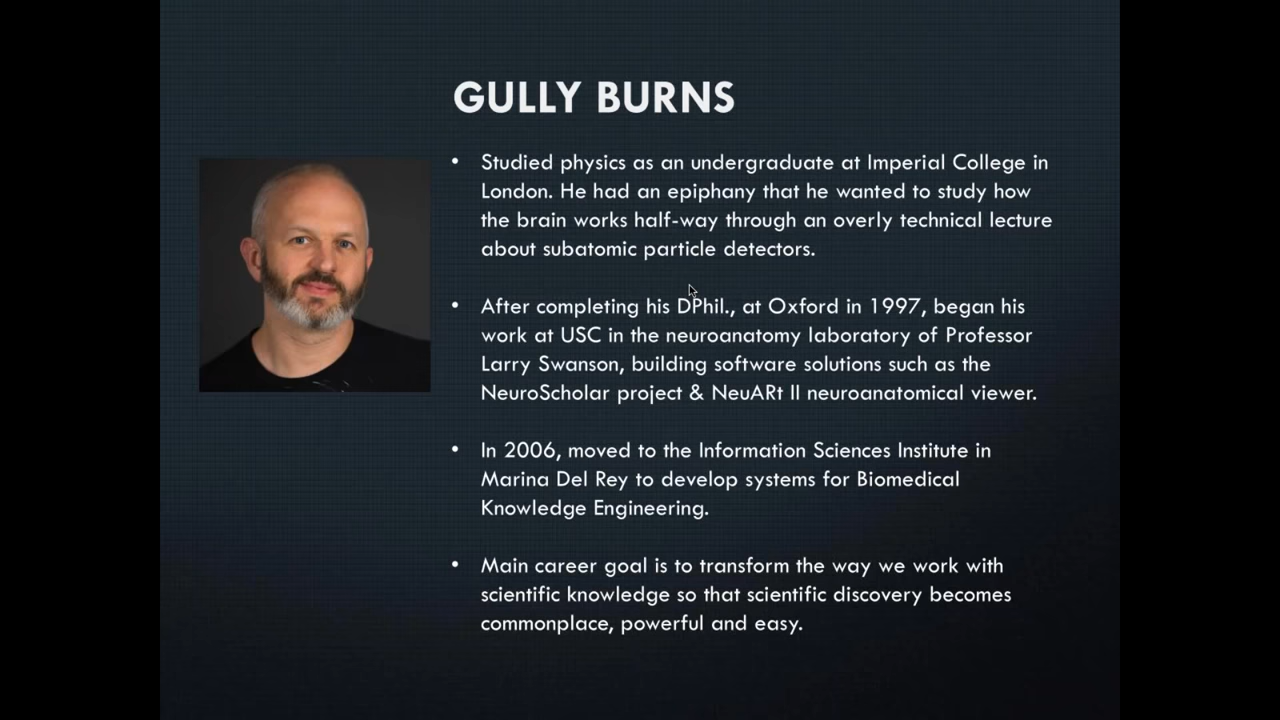 GULLY BURNS
• Studied physics as an undergraduate at Imperial College in
London. He had an epiphany that he wanted to study how
the brain works half-way through an overly technical lecture
about subatomic particle detectors.
• After completing his DPhil., at Oxford in 1997, began his
work at USC in the neuroanatomy laboratory of Professor
Larry Swanson, building software solutions such as the
NeuroScholar project & NeuARt II neuroanatomical viewer.
• In 2006, moved to the Information Sciences Institute in
Marina Del Rey to develop systems for Biomedical
Knowledge Engineering.
• Main career goal is to transform the way we work with
scientific knowledge so that scientific discovery becomes
commonplace, powerful and easy.